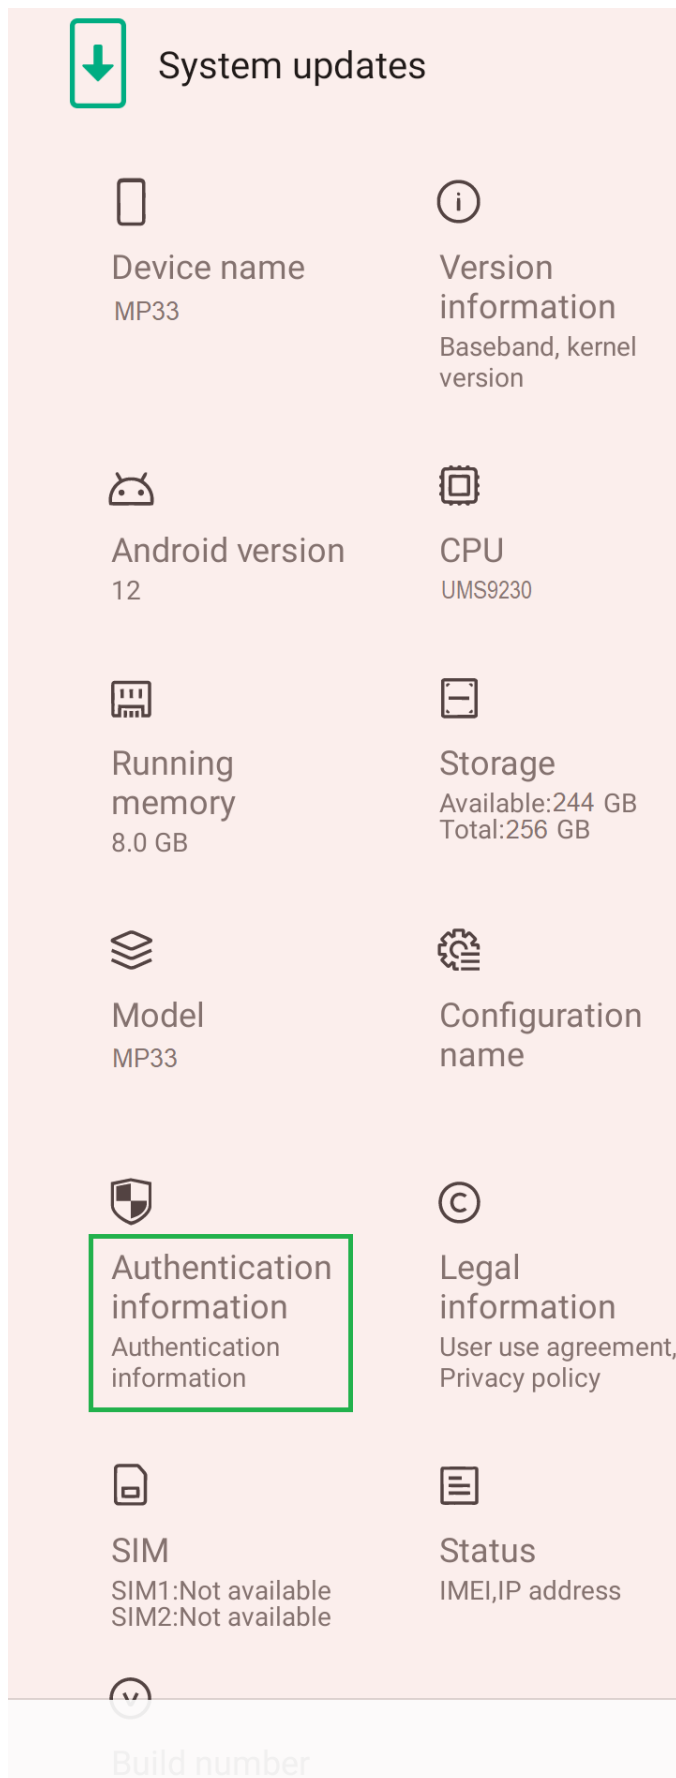 System updates
Device name
MP33
Version
information
Baseband, kernel
version
Android version
12
CPU
UMS9230
Running
memory
8.0 GB
Storage
Available:244 GB
Total:256 GB
Model
MP33
Configuration
name
Authentication
information
Authentication
information
Legal
information
User use agreement,
Privacy policy
SIM
SIM1:Not available
SIM2:Not available
Status
IMEI,IP address
Build number